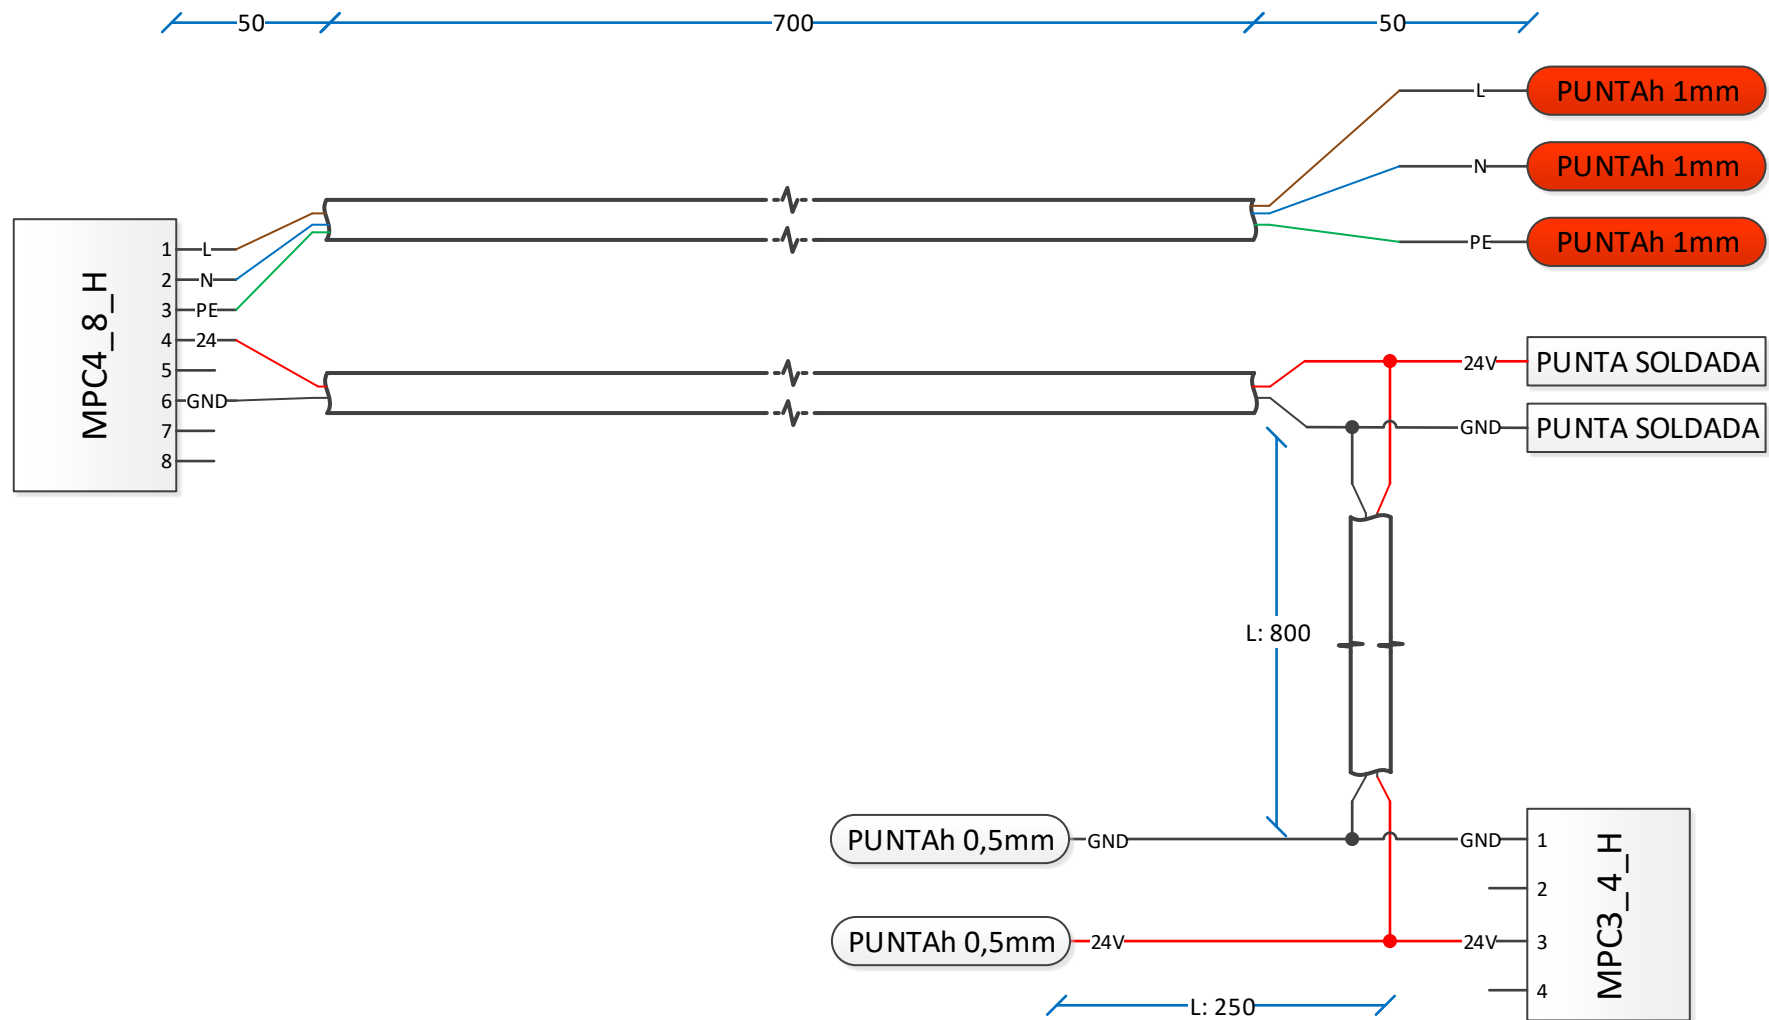 50
700
50
L
PUNTAh 1mm
N
PUNTAh 1mm
PE
PUNTAh 1mm
MPC4_8_H
1
L
2
N
3
PE
4
24
5
6
GND
7
8
24V
PUNTA SOLDADA
GND
PUNTA SOLDADA
L: 800
PUNTAh 0,5mm
GND
GND
1
2
PUNTAh 0,5mm
24V
24V
3
4
MPC3_4_H
L: 250